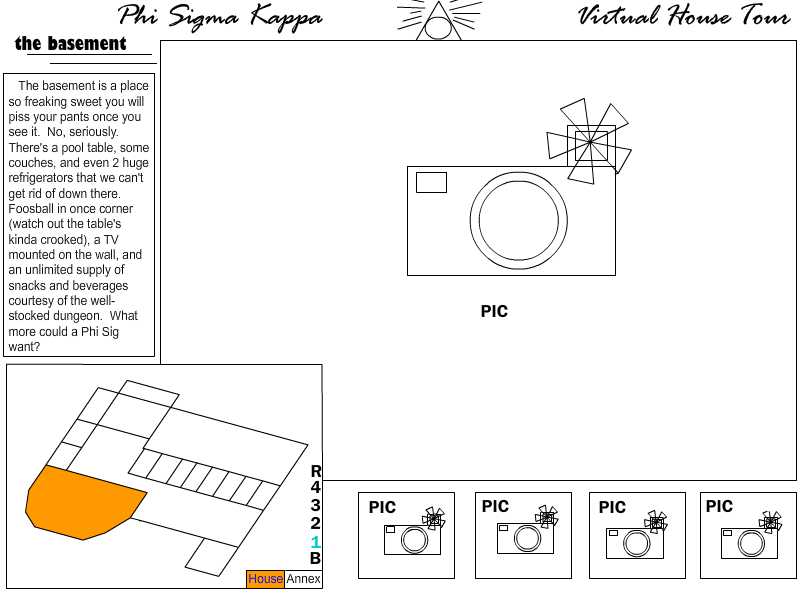 Phi Sigma Kappa
Virtual House Tour
the basement
The basement is a place
so freaking sweet you will
piss your pants once you
see it. No, seriously.
There's a pool table, some
couches, and even 2 huge
refrigerators that we can't
get rid of down there.
Foosball in once corner
(watch out the table's
kinda crooked), a TV
mounted on the wall, and
an unlimited supply of
snacks and beverages
courtesy of the well-
stocked dungeon. What
more could a Phi Sig
want?
PIC
R
4
3
2
1
B
House Annex
PIC
PIC
PIC
PIC